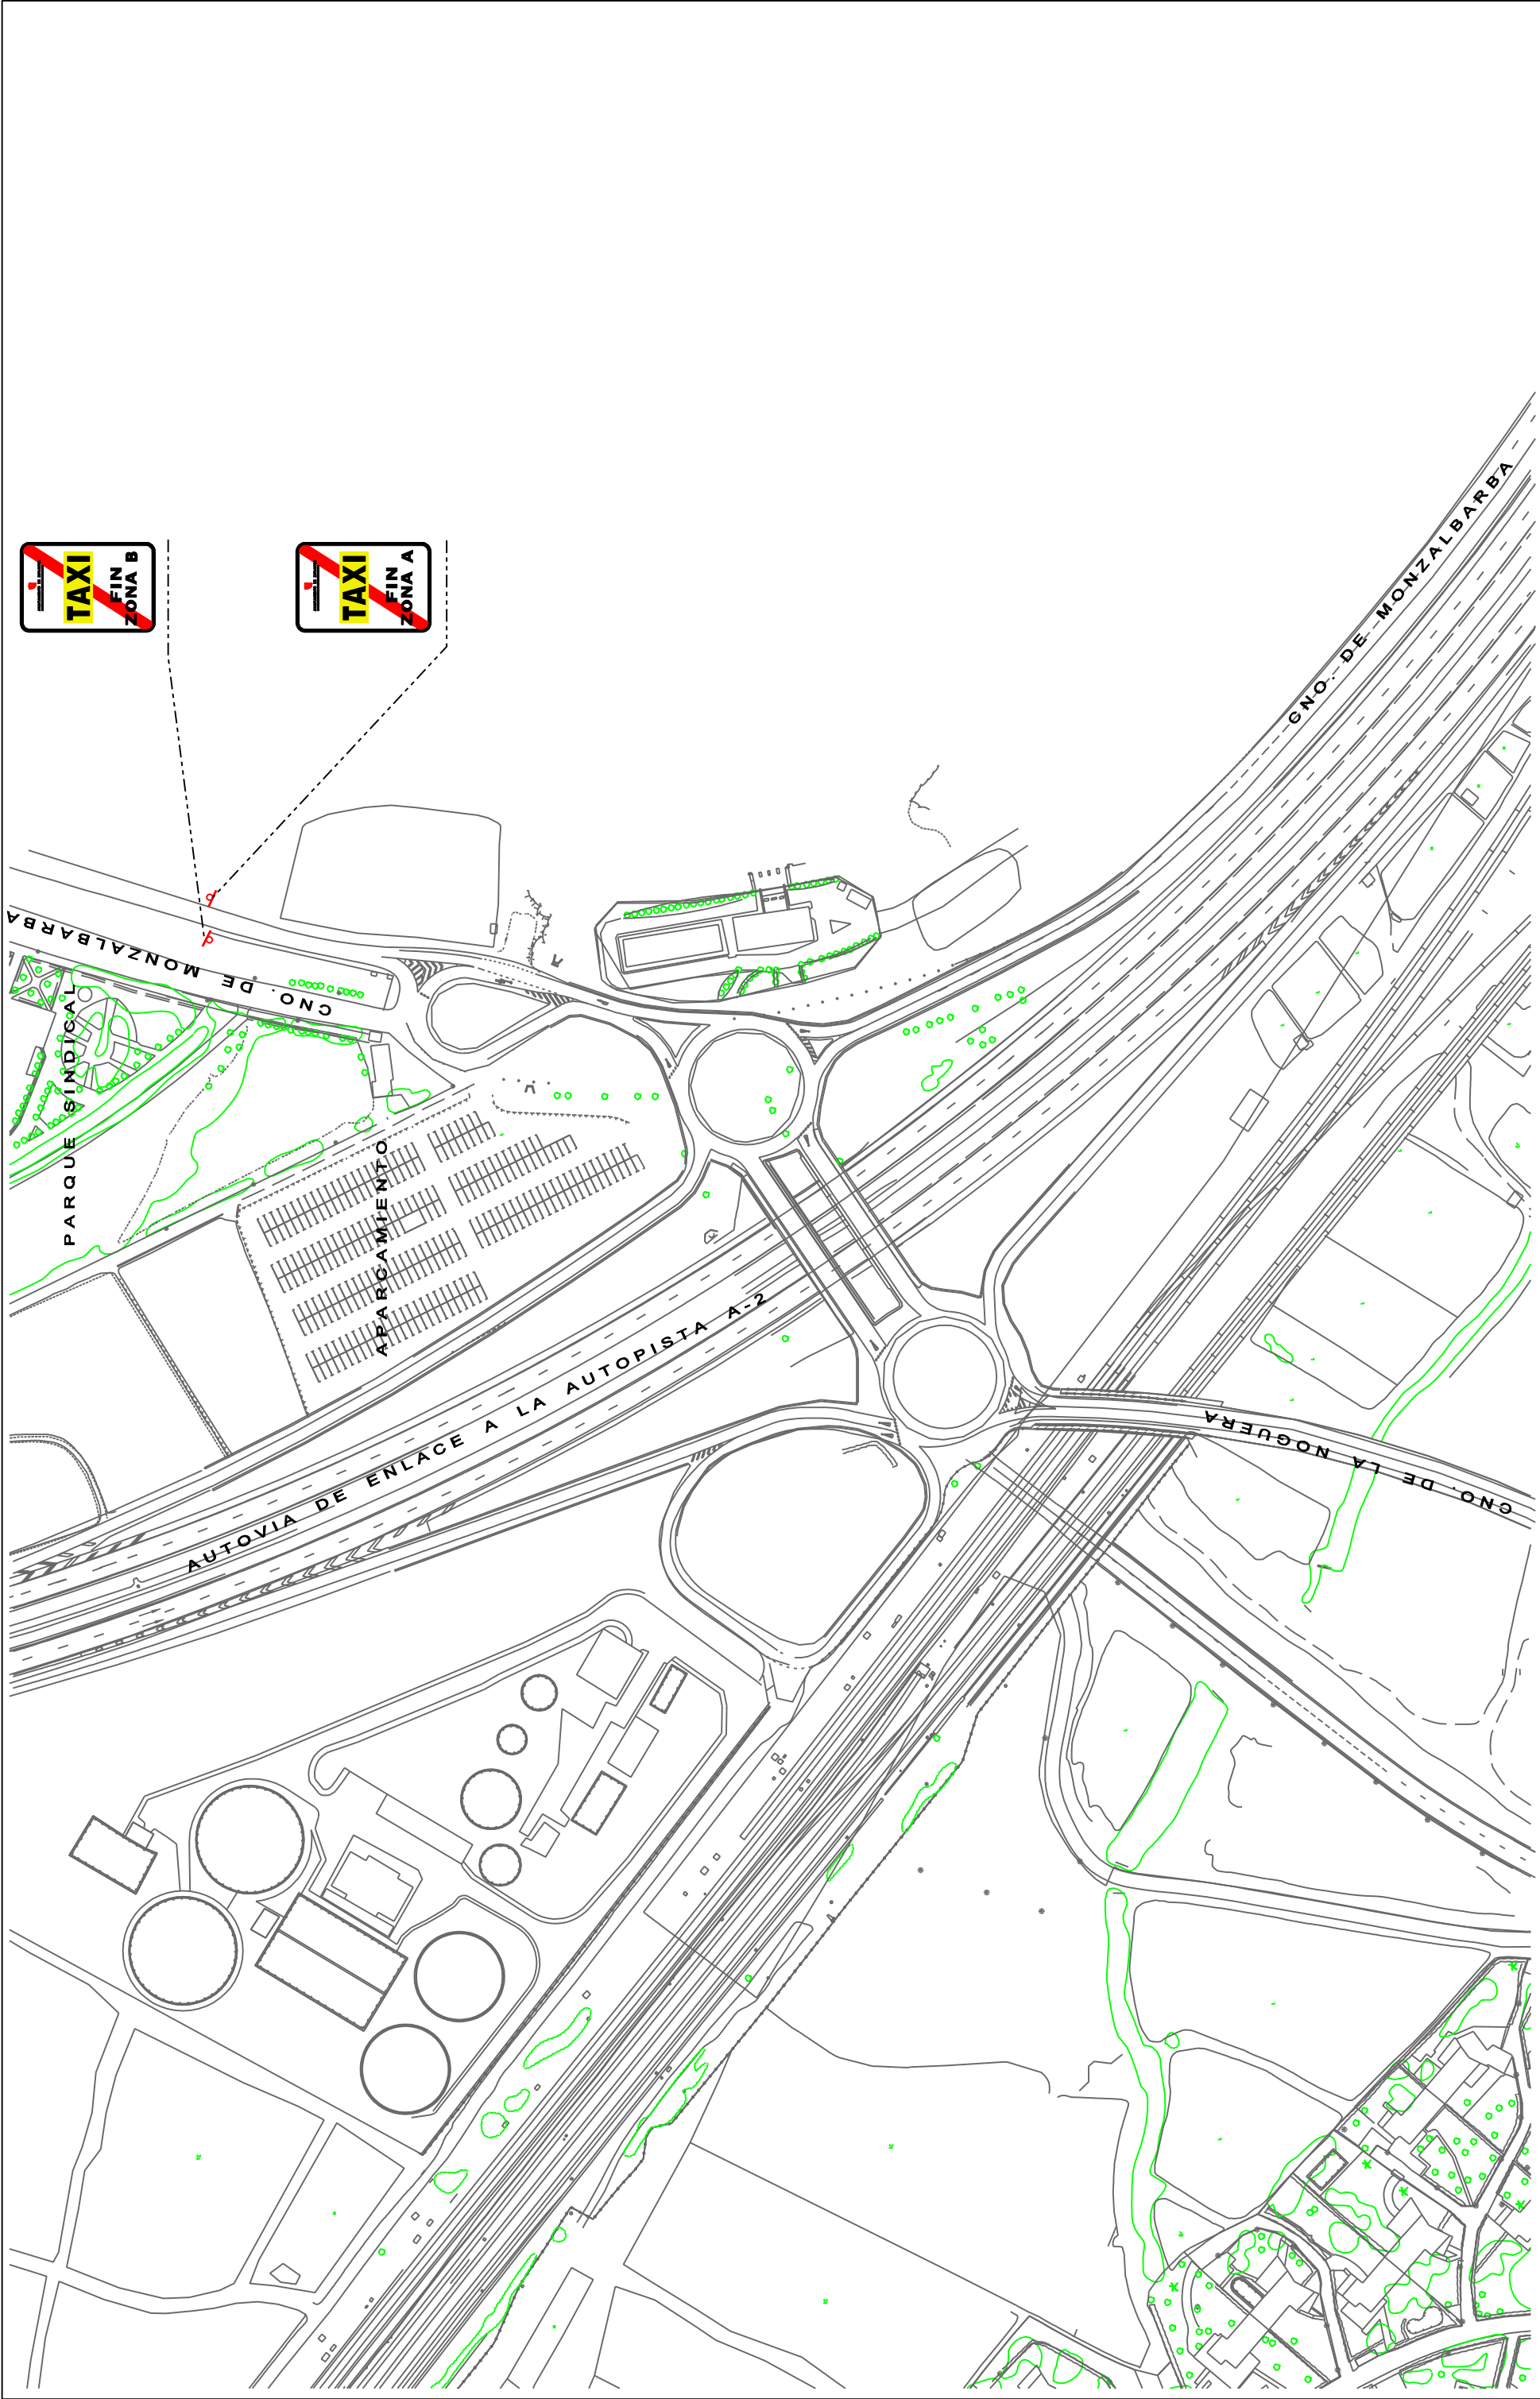 TAXI
FIN
ZONA B
TAXI
FIN
ZONA A
CNO. DE MONZALBARBA
CNO. DE MONZALBARBA
PARQUE SINDICAL
APARCAMIENTO
AUTOVIA DE ENLACE A LA AUTOPISTA A-2
CNO. DE LA NOGUERA